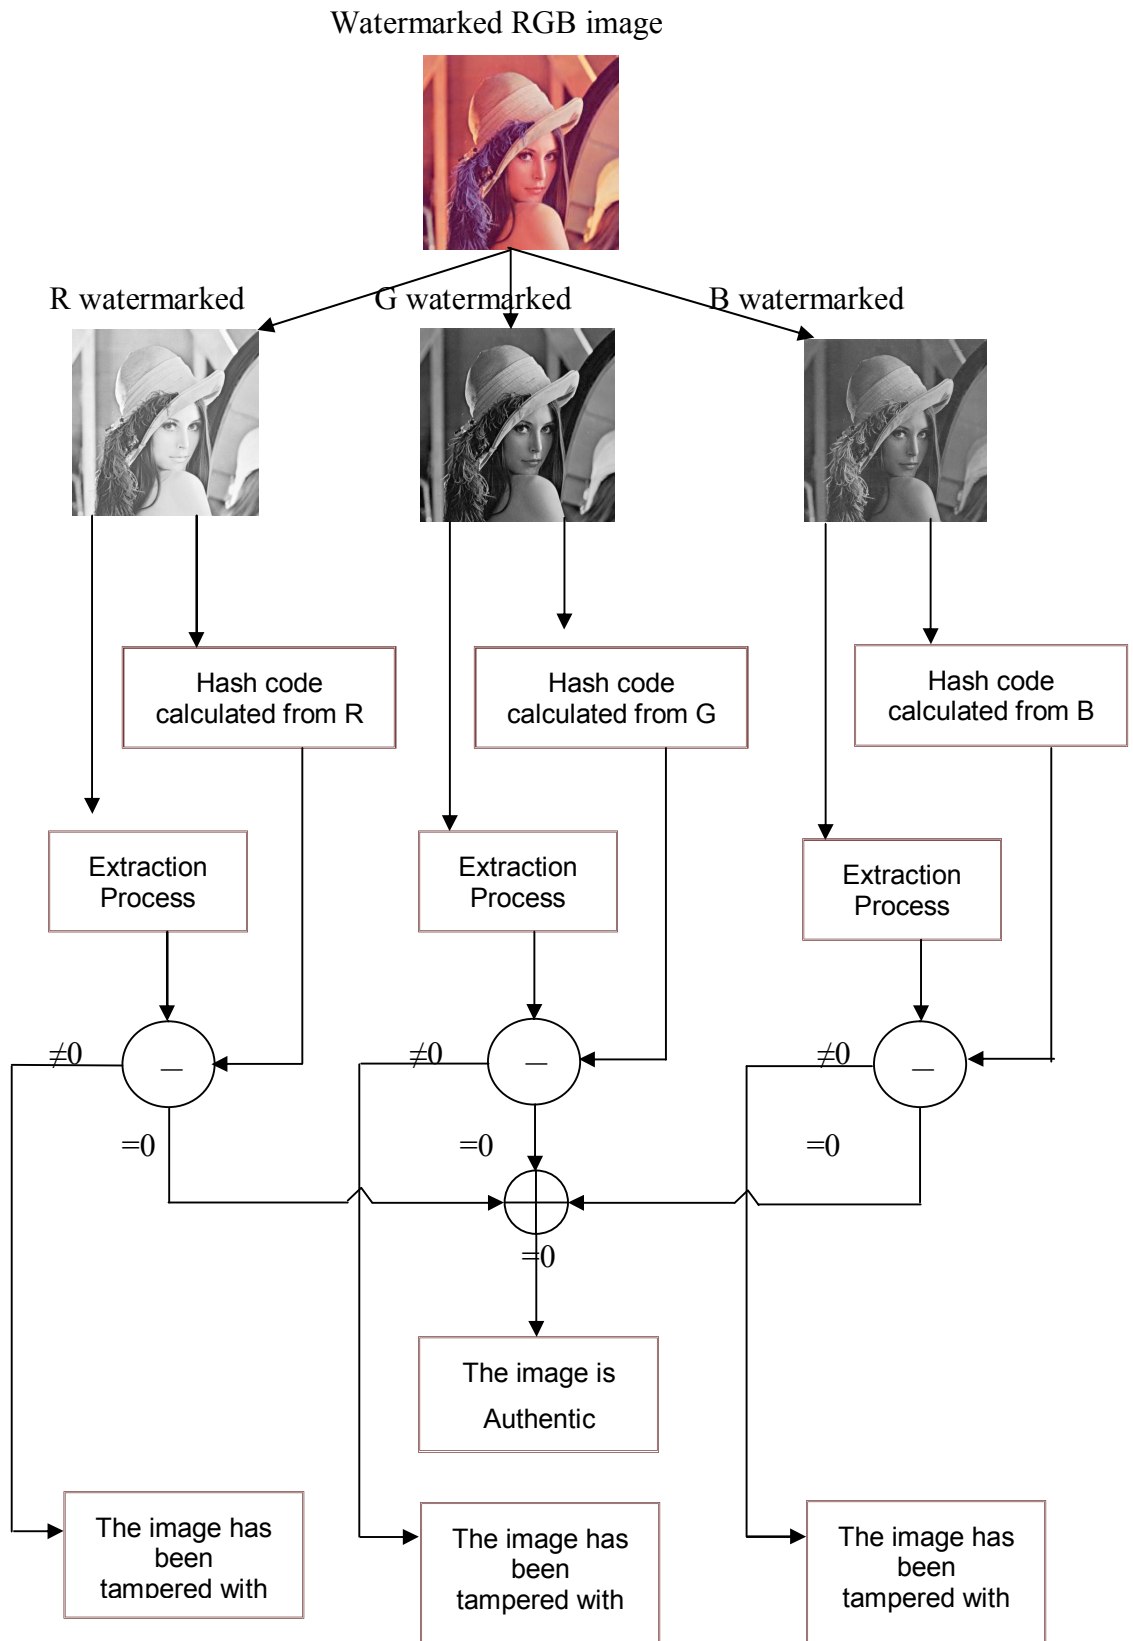 Watermarked RGB image
R watermarked
G watermarked
B watermarked
Hash code
calculated from R
Hash code
calculated from G
Hash code
calculated from B
Extraction
Process
Extraction
Process
Extraction
Process
≠0
_
≠0
_
≠0
_
=0
=0
=0
=0
The image is
Authentic
The image has
been
tampered with
The image has
been
tampered with
The image has
been
tampered with